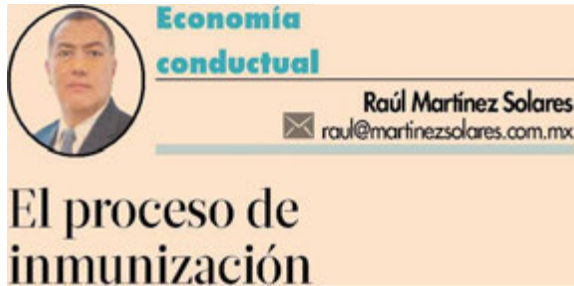 Economía
conductual
Raúl Martínez Solares
raul@martinezsolares.com.mx
El proceso de
inmunización